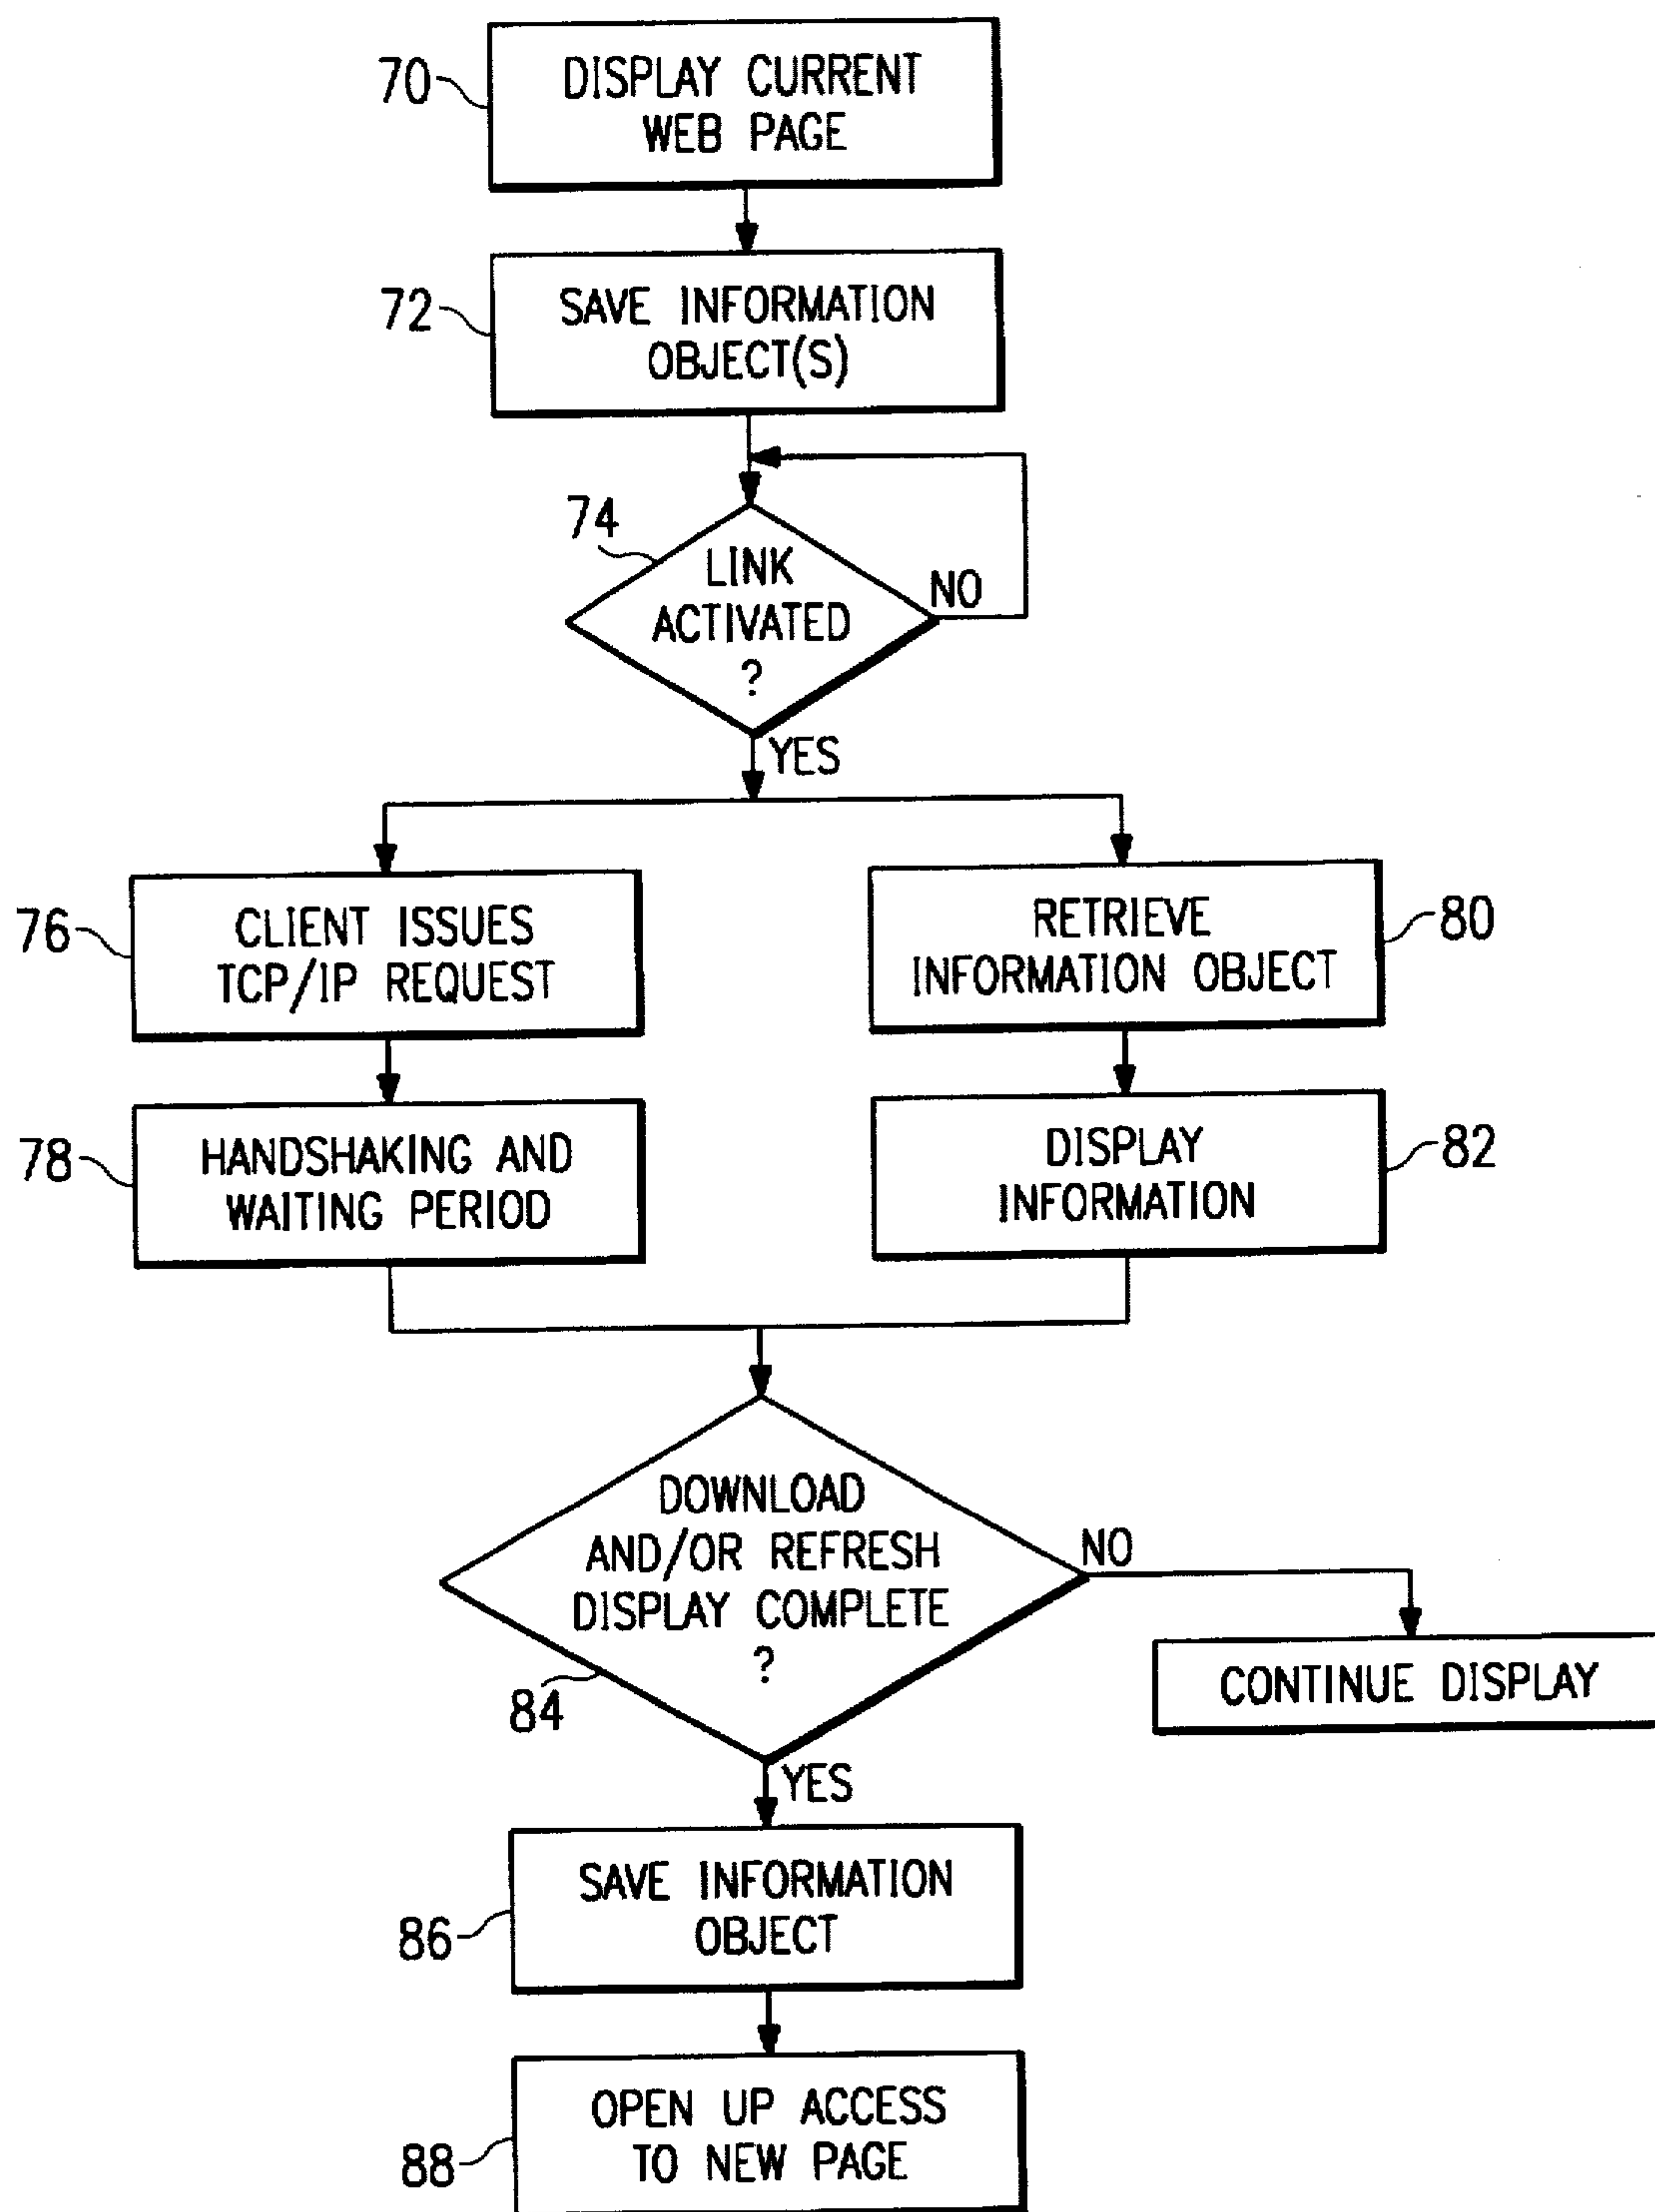 70
DISPLAY CURRENT
WEB PAGE
72
SAVE INFORMATION
OBJECT(S)
74
LINK
ACTIVATED
?
NO
YES
76
CLIENT ISSUES
TCP/IP REQUEST
RETRIEVE
INFORMATION OBJECT
80
78
HANDSHAKING AND
WAITING PERIOD
DISPLAY
INFORMATION
82
DOWNLOAD
AND/OR REFRESH
DISPLAY COMPLETE
?
NO
84
CONTINUE DISPLAY
YES
86
SAVE INFORMATION
OBJECT
88
OPEN UP ACCESS
TO NEW PAGE